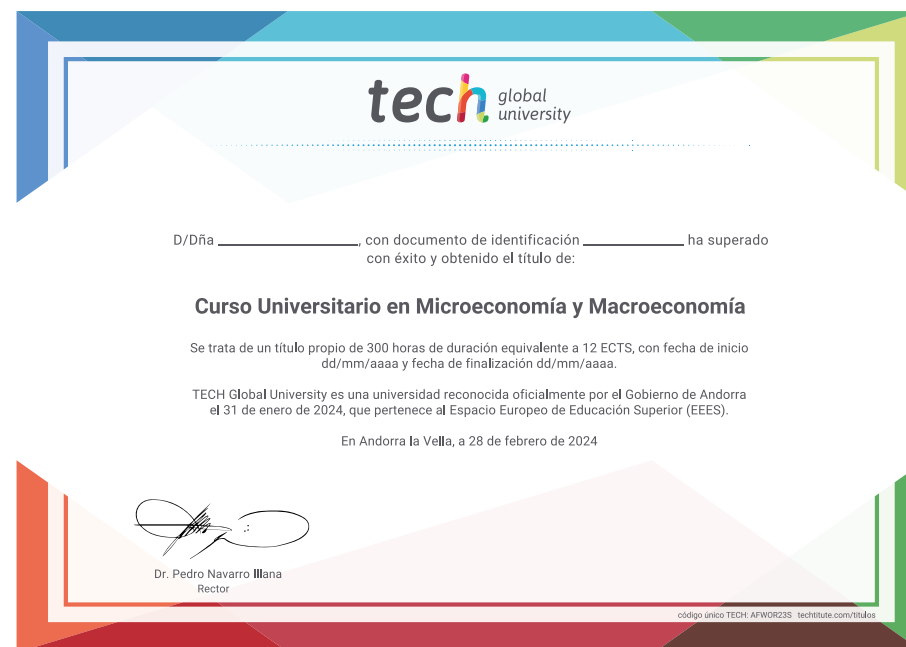 tech global university
D/Dña ____________________, con documento de identificación ______________ ha superado
con éxito y obtenido el título de:
Curso Universitario en Microeconomía y Macroeconomía
Se trata de un título propio de 300 horas de duración equivalente a 12 ECTS, con fecha de inicio
dd/mm/aaaa y fecha de finalización dd/mm/aaaa.
TECH Global University es una universidad reconocida oficialmente por el Gobierno de Andorra
el 31 de enero de 2024, que pertenece al Espacio Europeo de Educación Superior (EEES).
En Andorra la Vella, a 28 de febrero de 2024
Dr. Pedro Navarro Illana
Rector
código único TECH: AFWOR23S techtitute.com/titulos